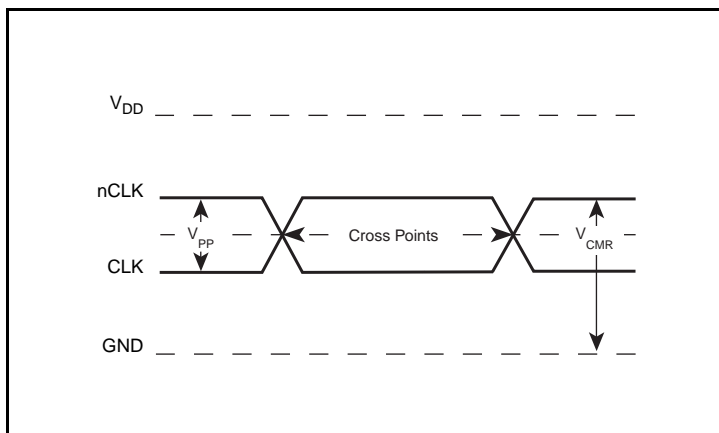 VDD
nCLK
VPP
Cross Points
VCMR
CLK
GND